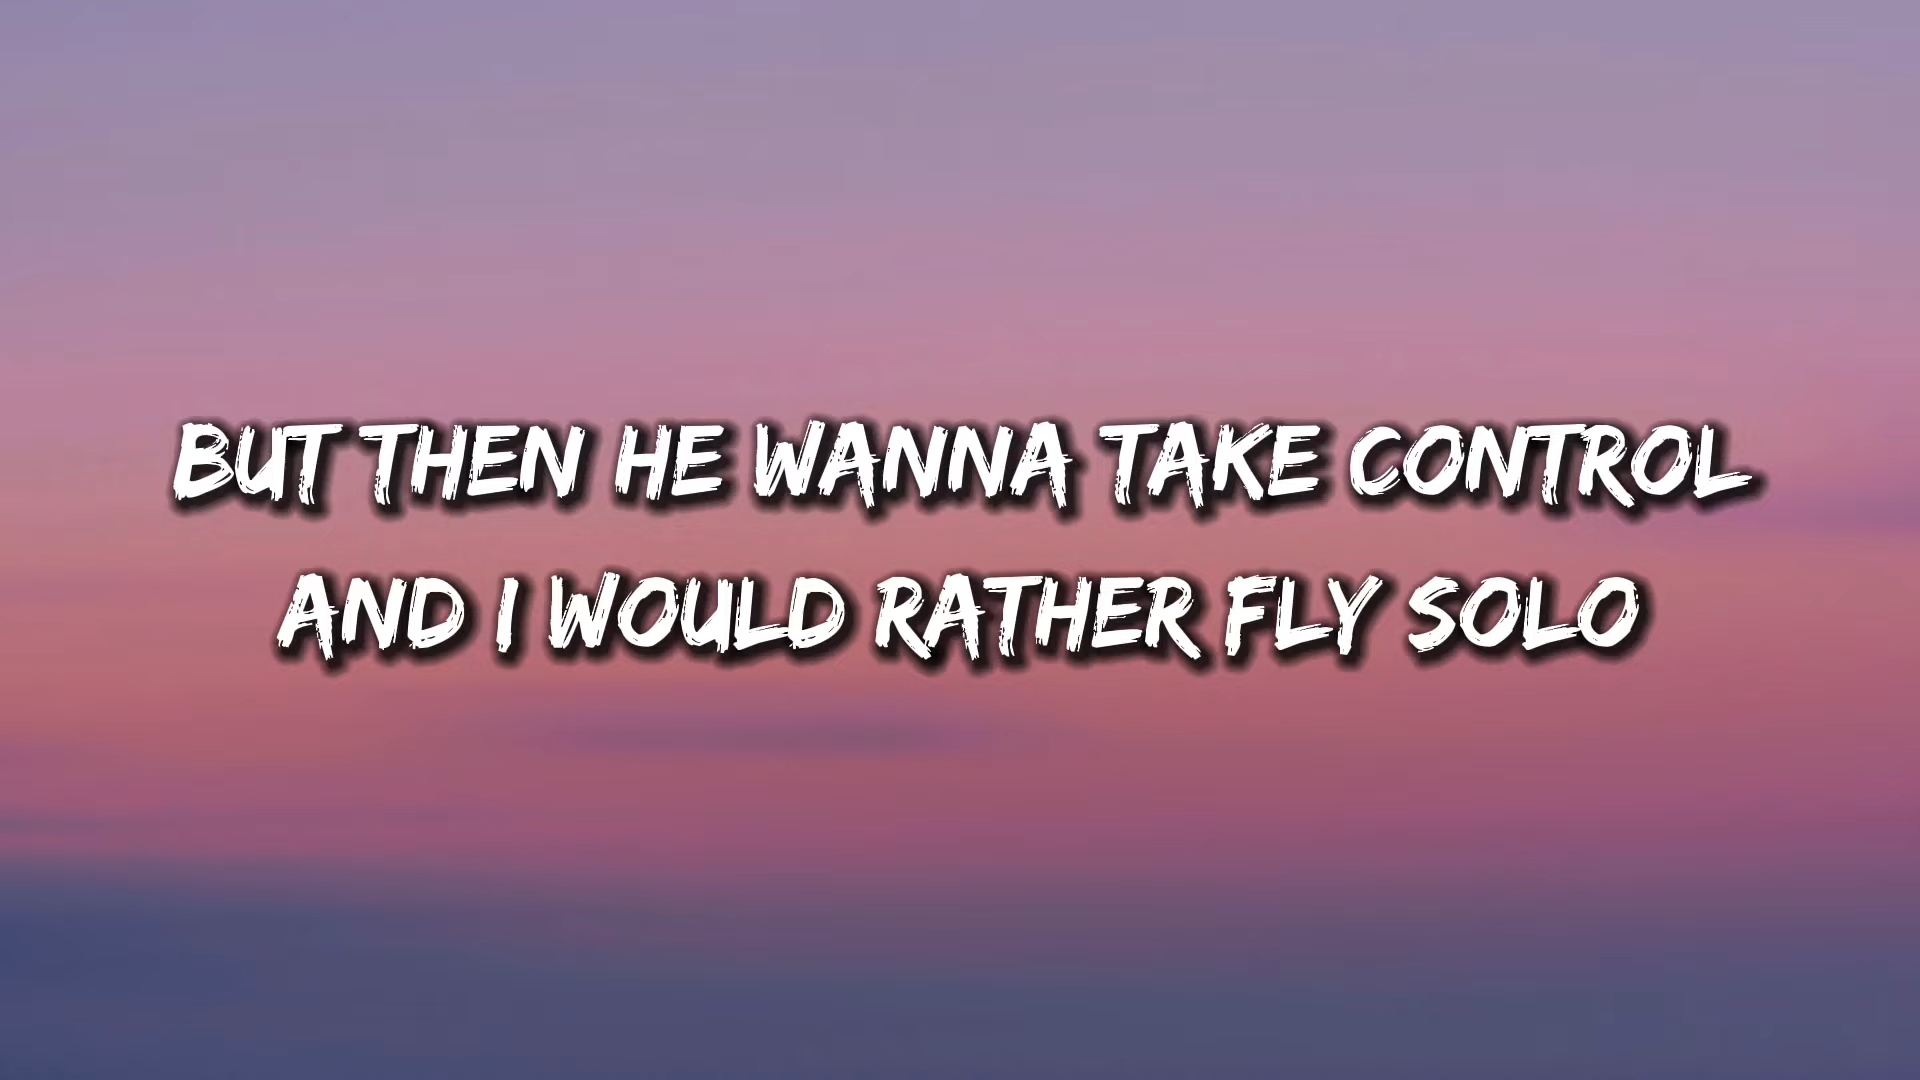 BUT THEN HE WANNA TAKE CONTROL
AND I WOULD RATHER FLY SOLO